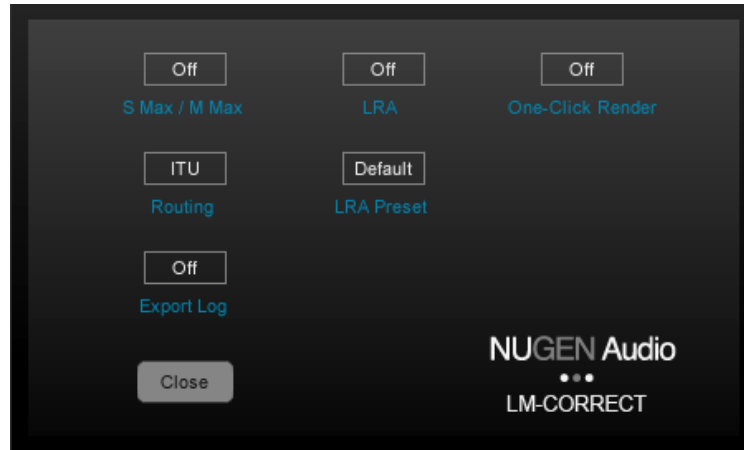 Off
Off
Off
S Max / M Max
LRA
One-Click Render
ITU
Default
Routing
LRA Preset
Off
Export Log
Close
NUGEN Audio
LM-CORRECT